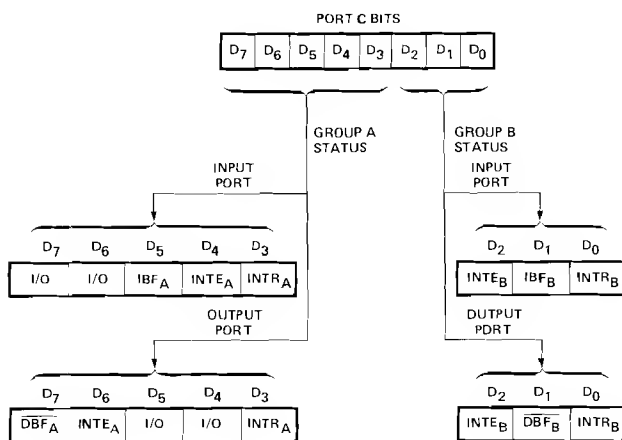 PORT C BITS
D7 D6 D5 D4 D3 D2 D1 D0
GROUP A STATUS
GROUP B STATUS
INPUT PORT
INPUT PORT
D7 D6 D5 D4 D3
I/O I/O IBFA INTEA INTRA
D2 D1 D0
INTEB IBFB INTRB
OUTPUT PORT
DUTPUT PDRT
D7 D6 D5 D4 D3
DBFA INTEA I/O I/O INTRA
D2 D1 D0
INTEB DBFB INTRB